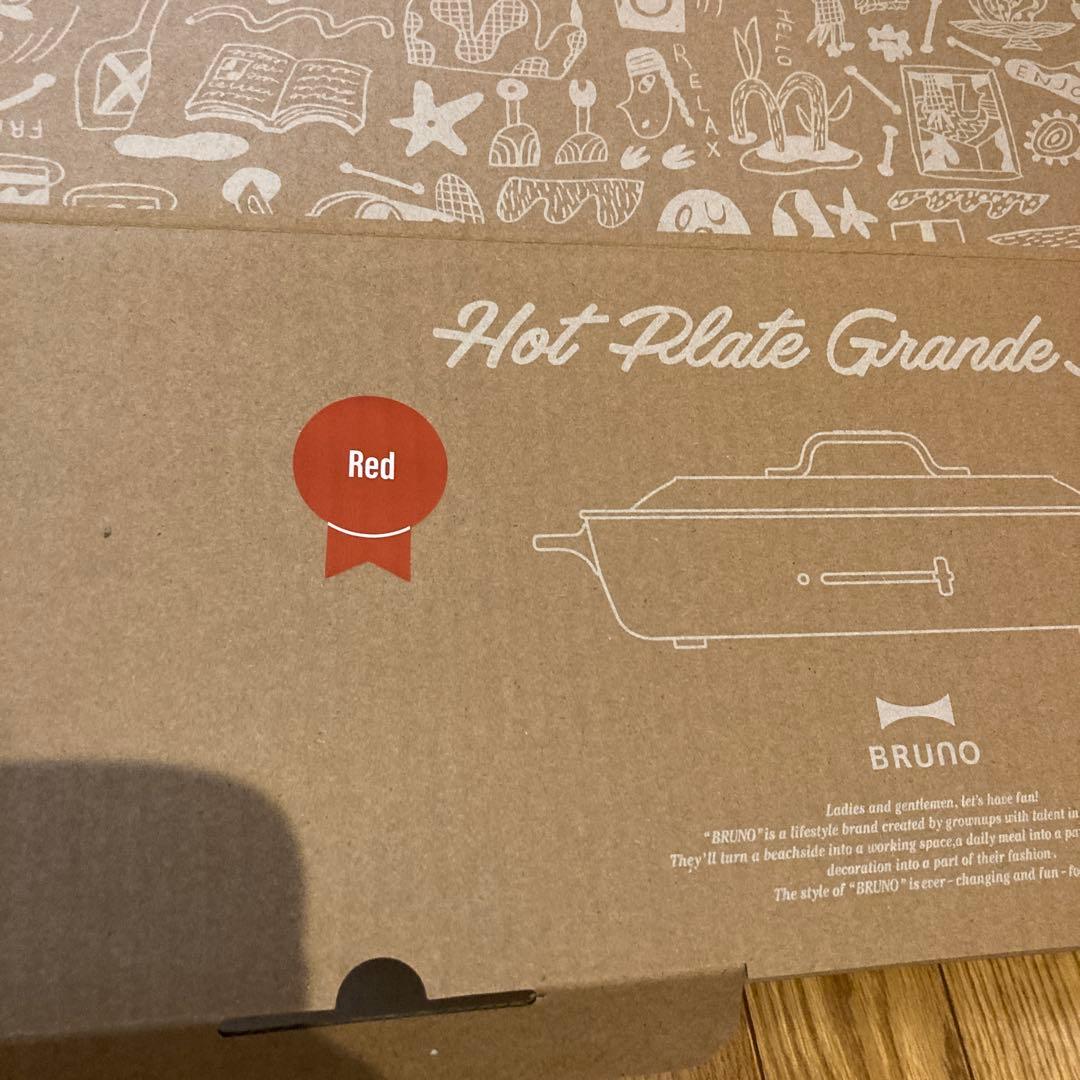 HELLO
RELAX
ENJO
FR
Hot Plate Grande
Red
BRUNO
Ladies and gentlemen, let's have fun!
"BRUNO" is a lifestyle brand created by grownups with talent in
They'll turn a beachside into a working space,a daily meal into a pa
decoration into a part of their fashion.
The style of "BRUNO" is ever-changing and fun-fo